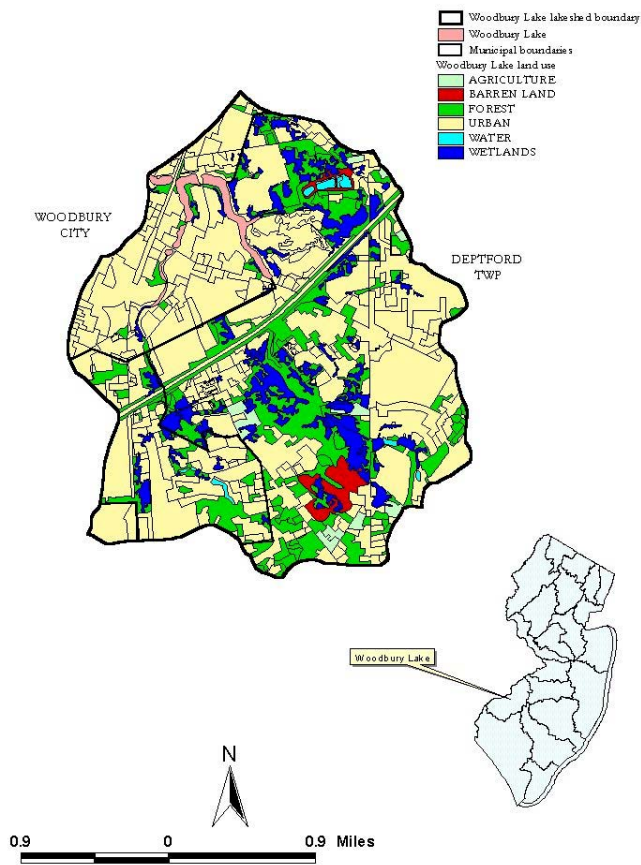 Woodbury Lake lakeshed boundary
Woodbury Lake
Municipal boundaries
Woodbury Lake land use
AGRICULTURE
BARREN LAND
FOREST
URBAN
WATER
WETLANDS
WOODBURY
CITY
DEPTFORD
TWP
Woodbury Lake
N
0.9 0 0.9 Miles